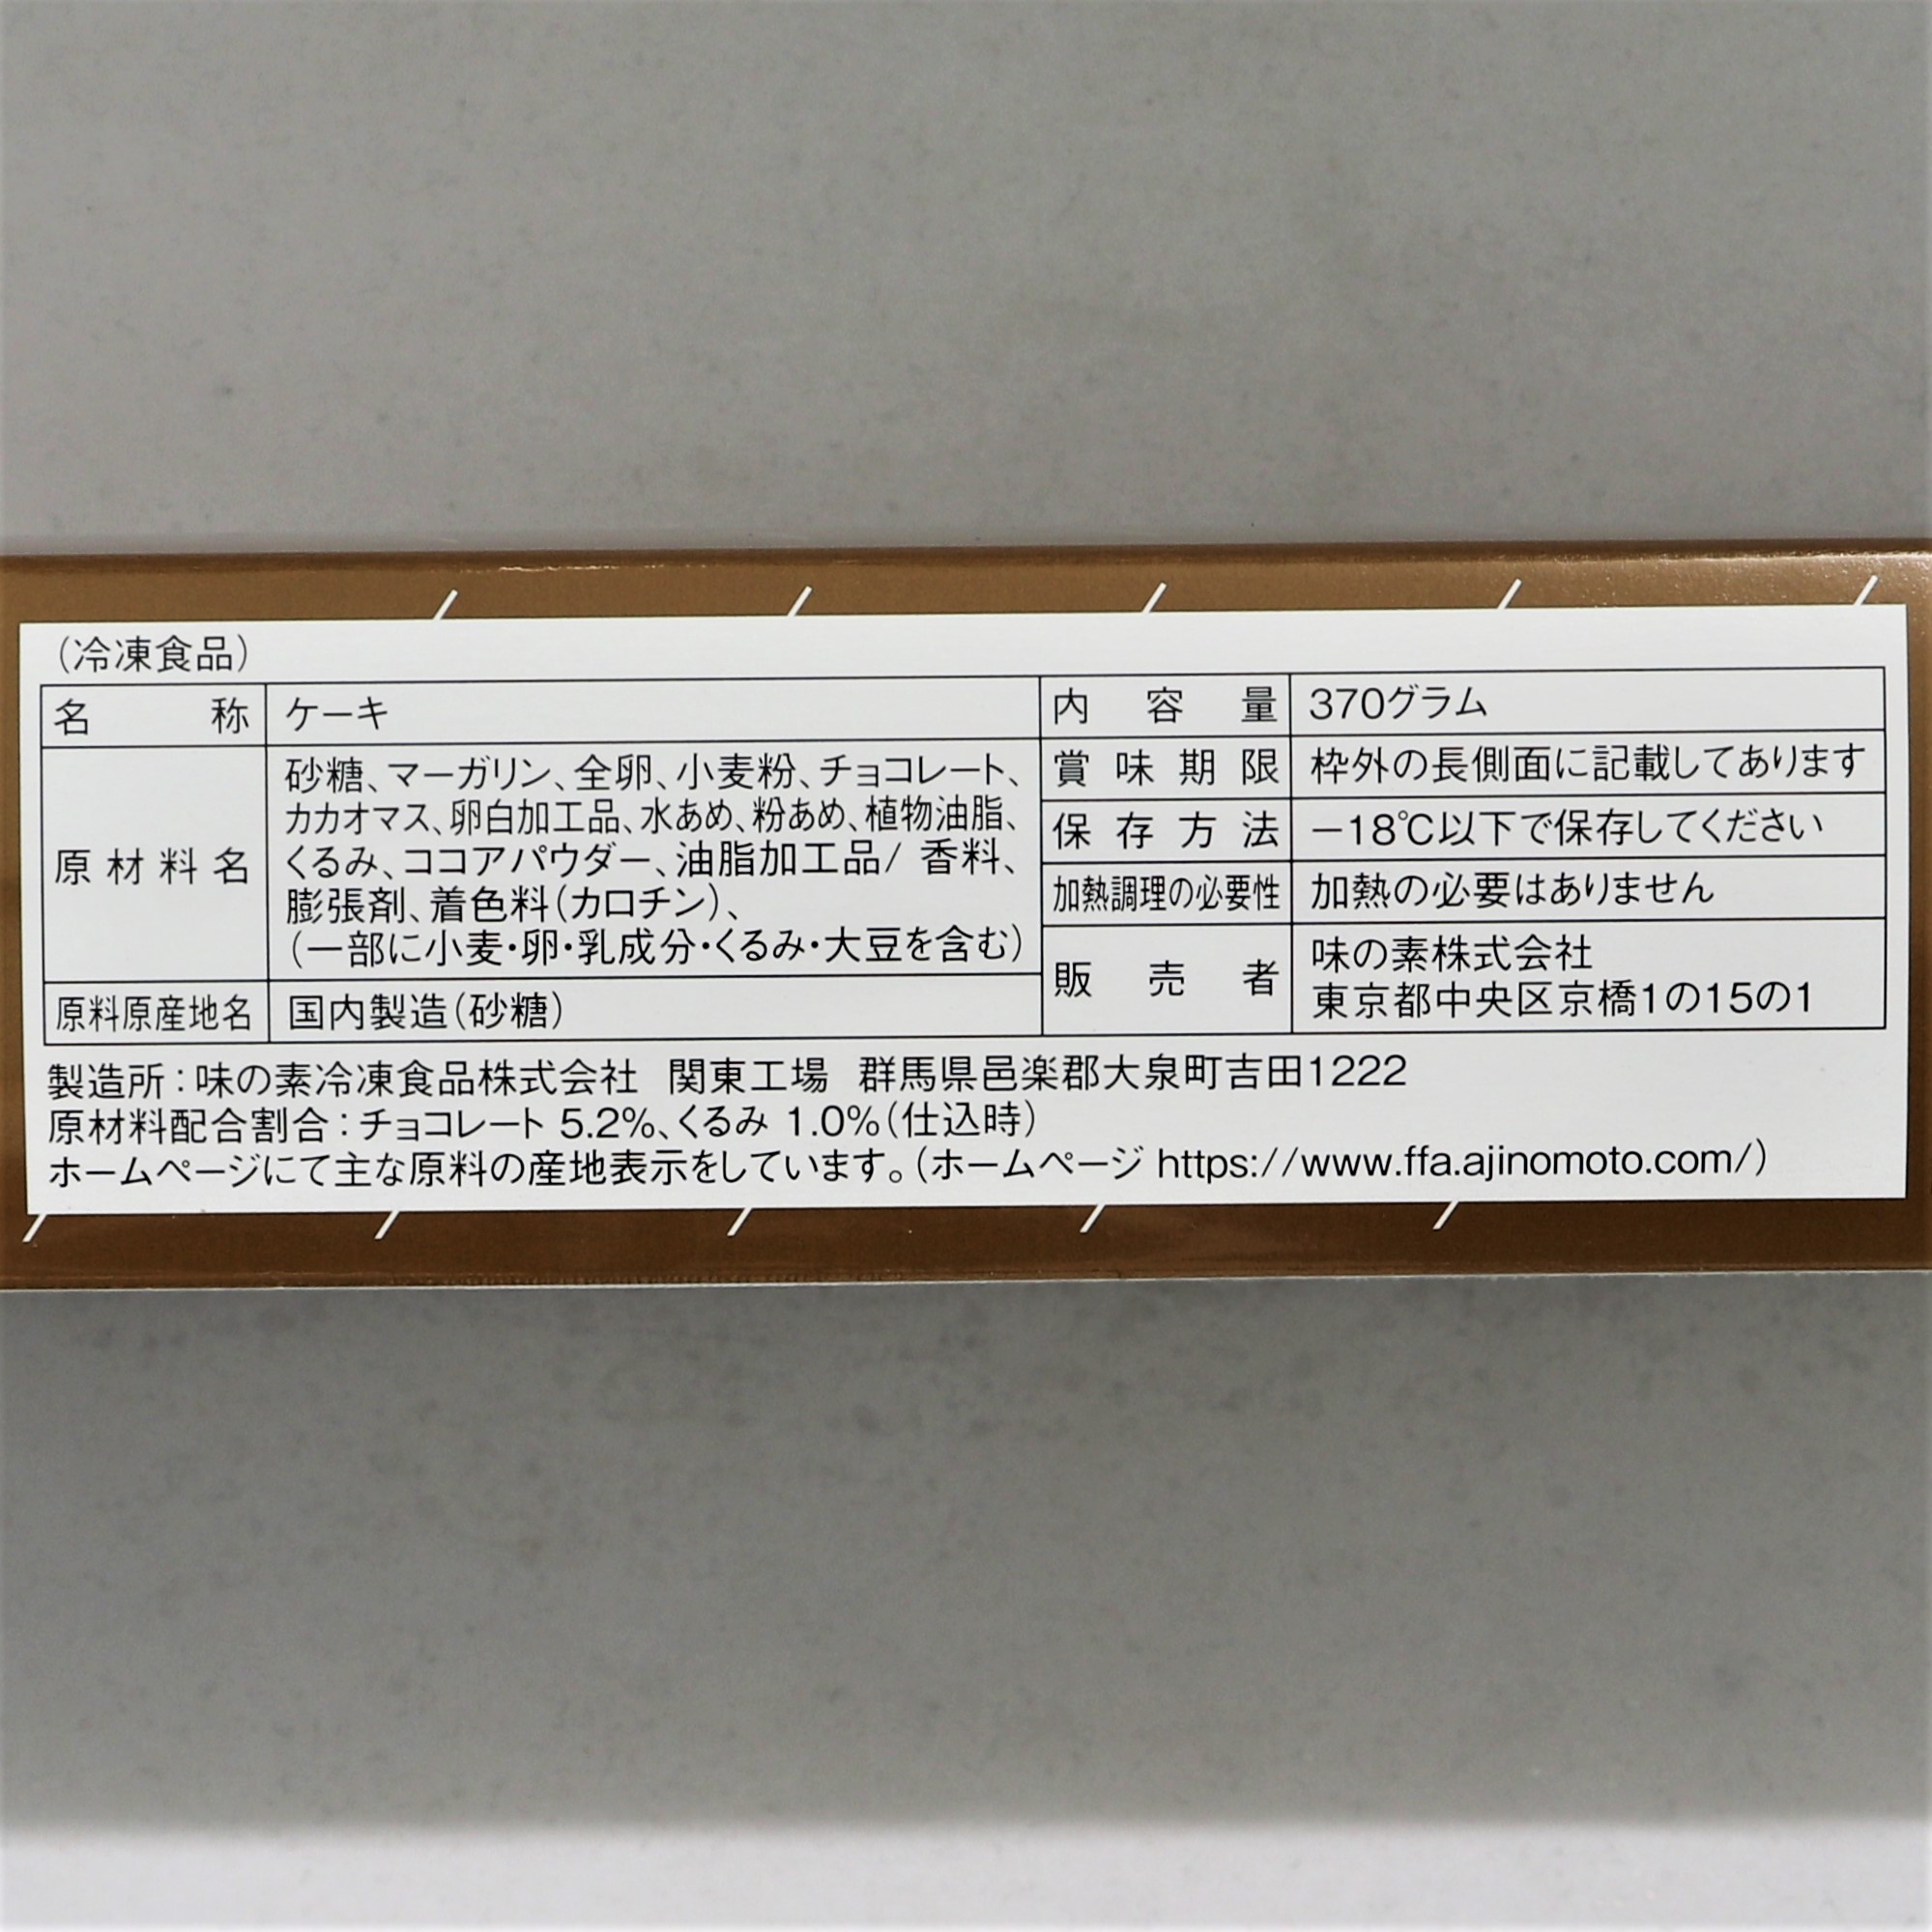 (冷凍食品)
名称 ケーキ
原材料名 砂糖、マーガリン、全卵、小麦粉、チョコレート、
カカオマス、卵白加工品、水あめ、粉あめ、植物油脂、
くるみ、ココアパウダー、油脂加工品/ 香料、
膨張剤、着色料(カロチン)、
(一部に小麦・卵・乳成分・くるみ・大豆を含む)
原料原産地名 国内製造(砂糖)
内容量 370グラム
賞味期限 枠外の長側面に記載してあります
保存方法 −18℃以下で保存してください
加熱調理の必要性 加熱の必要はありません
販売者 味の素株式会社
東京都中央区京橋1の15の1
製造所:味の素冷凍食品株式会社 関東工場 群馬県邑楽郡大泉町吉田1222
原材料配合割合:チョコレート 5.2%、くるみ 1.0%(仕込時)
ホームページにて主な原料の産地表示をしています。(ホームページ https://www.ffa.ajinomoto.com/)